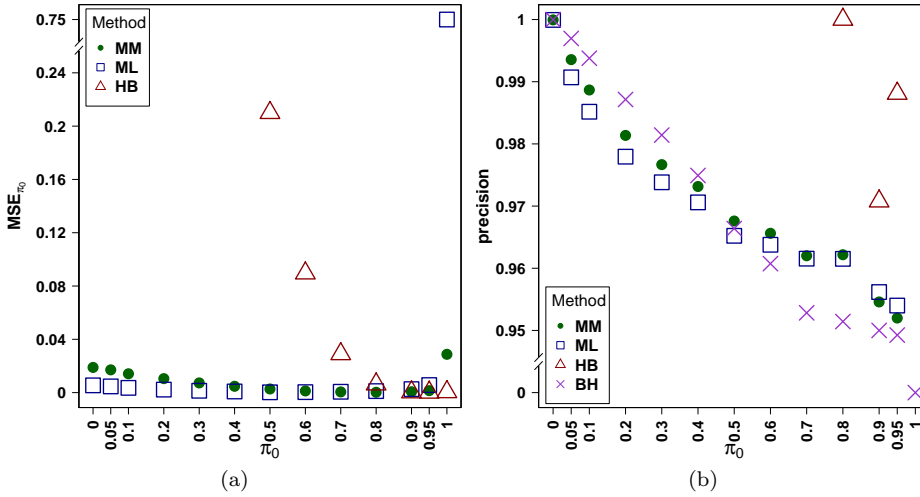 Method
MM
ML
HB
0.75
0.24
0.2
0.16
0.12
0.08
0.04
0
MSEπ0
0 0.05 0.1 0.2 0.3 0.4 0.5 0.6 0.7 0.8 0.9 0.95 1
π0
(a)
1
0.99
0.98
0.97
0.96
0.95
0
precision
Method
MM
ML
HB
BH
0 0.05 0.1 0.2 0.3 0.4 0.5 0.6 0.7 0.8 0.9 0.95 1
π0
(b)